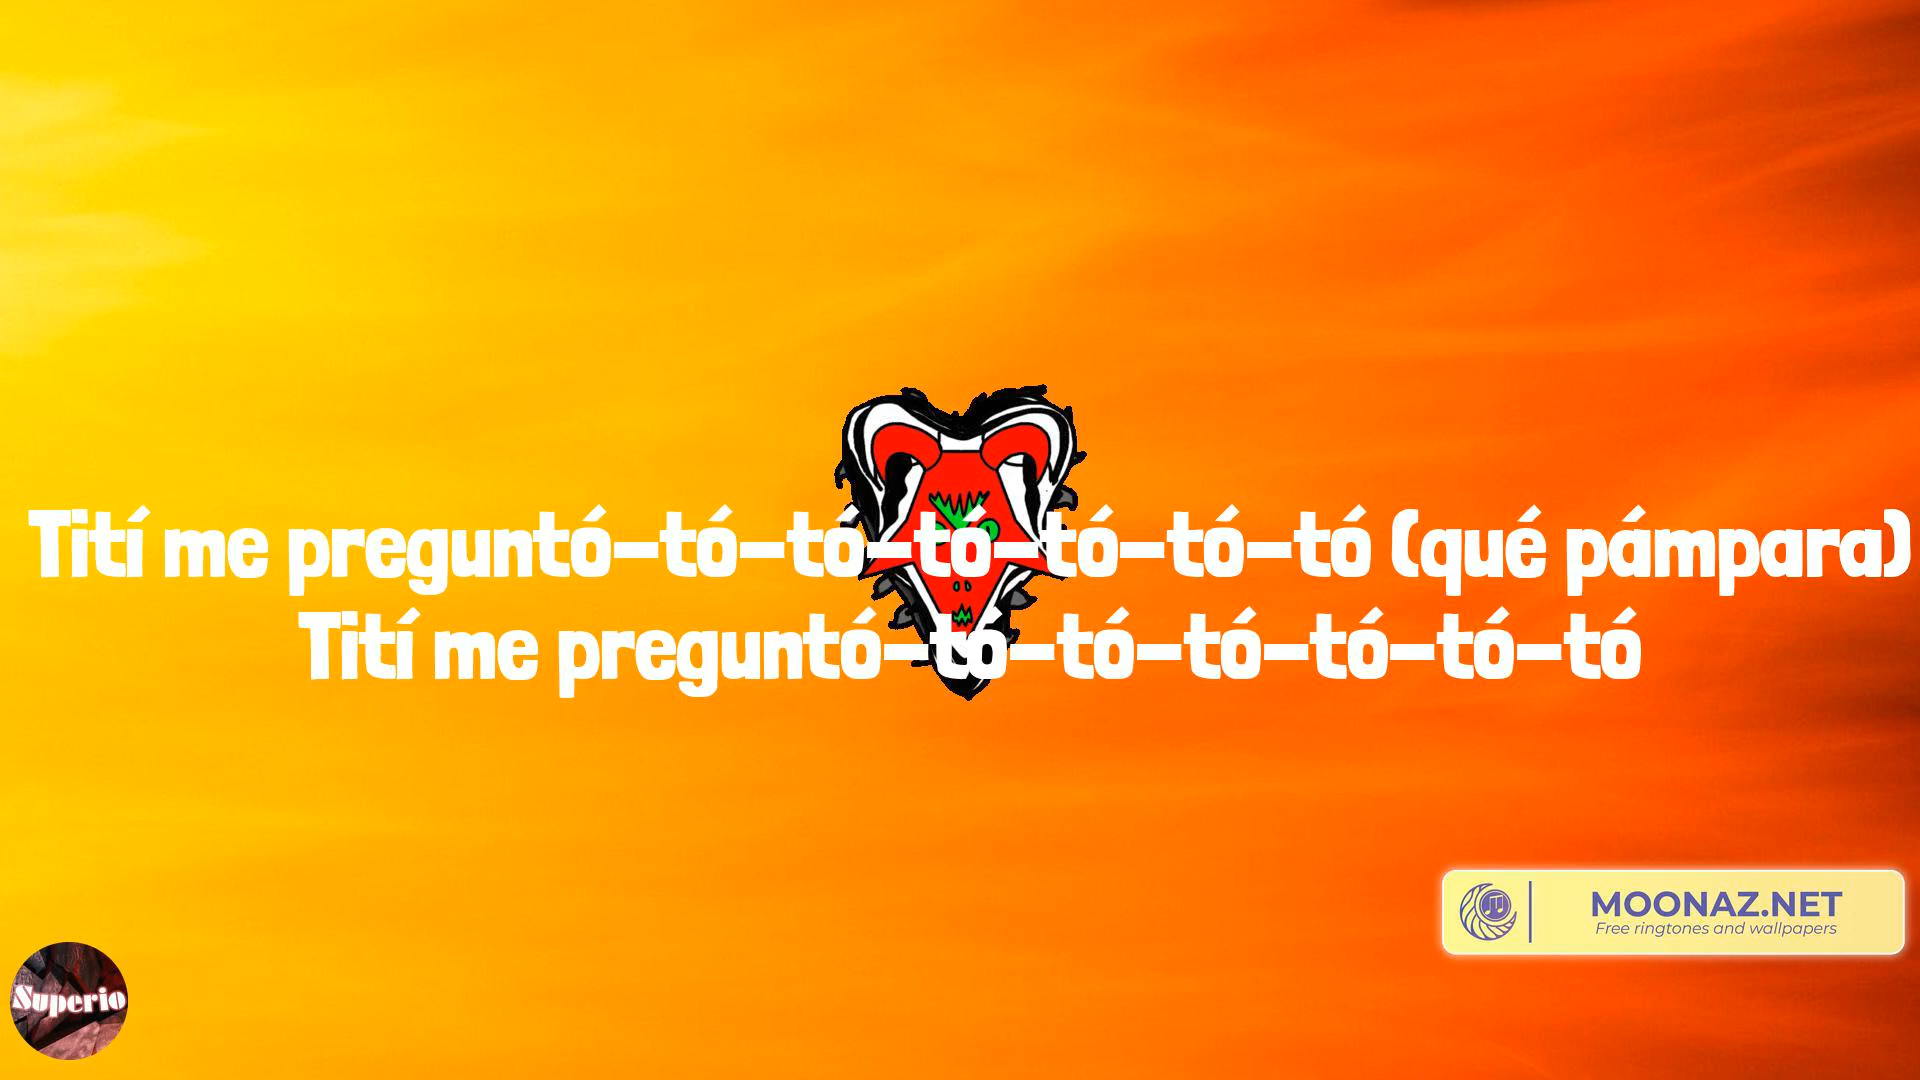 Tití me preguntó-tó-tó-tó-tó-tó-tó (qué pámpara)
Tití me preguntó-tó-tó-tó-tó-tó-tó
MOONAZ.NET
Free ringtones and wallpapers
Superio